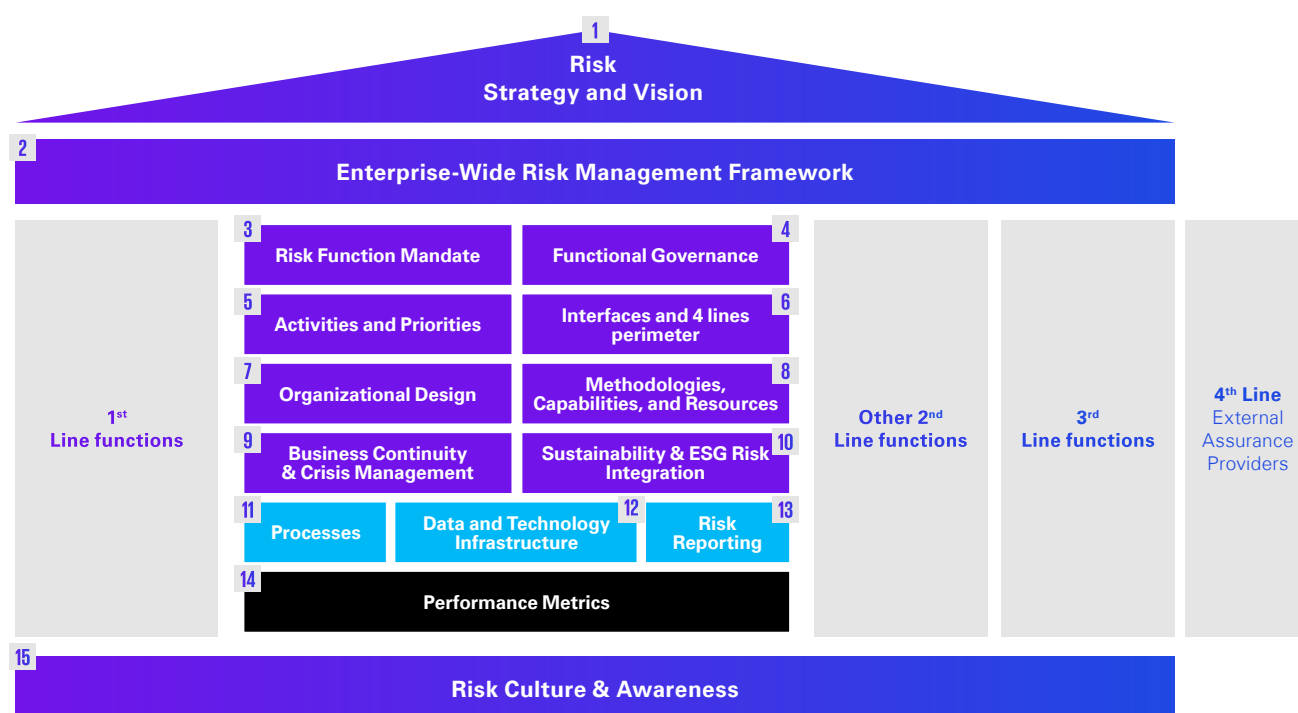 1
Risk
Strategy and Vision
2
Enterprise-Wide Risk Management Framework
1st
Line functions
3
Risk Function Mandate
4
Functional Governance
5
Activities and Priorities
6
Interfaces and 4 lines
perimeter
7
Organizational Design
8
Methodologies,
Capabilities, and Resources
9
Business Continuity
& Crisis Management
10
Sustainability & ESG Risk
Integration
11
Processes
12
Data and Technology
Infrastructure
13
Risk
Reporting
14
Performance Metrics
Other 2nd
Line functions
3rd
Line functions
4th Line
External
Assurance
Providers
15
Risk Culture & Awareness